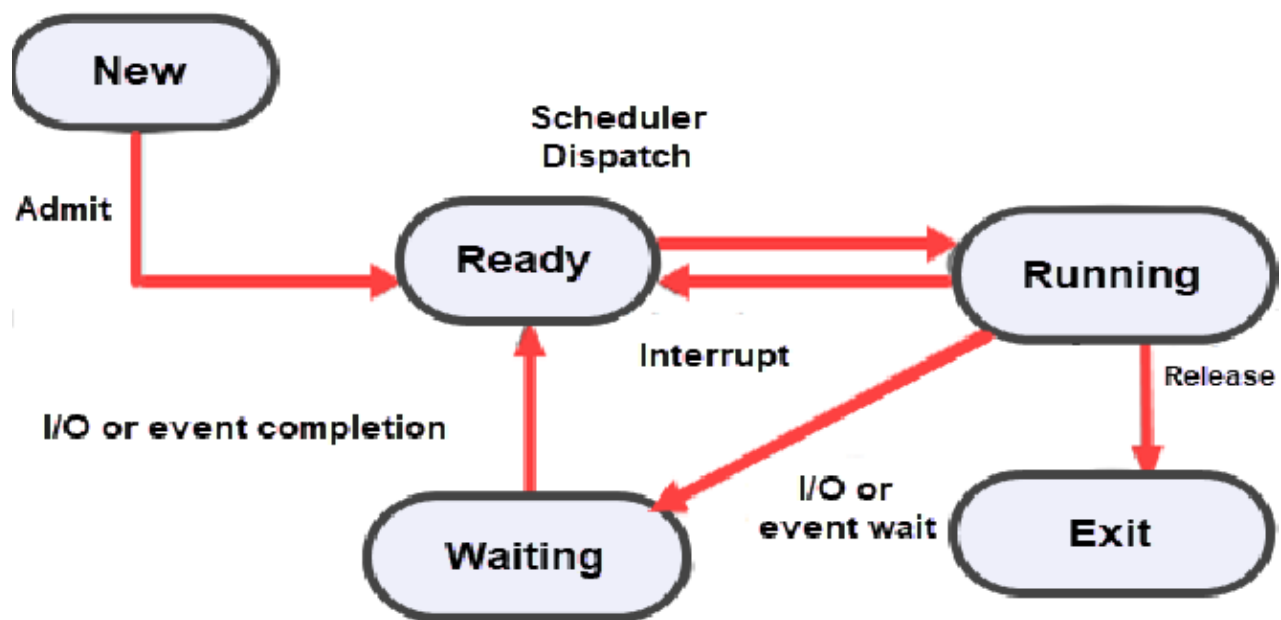 New
Scheduler
Dispatch
Admit
Ready
Running
Interrupt
Release
I/O or event completion
I/O or
event wait
Waiting
Exit